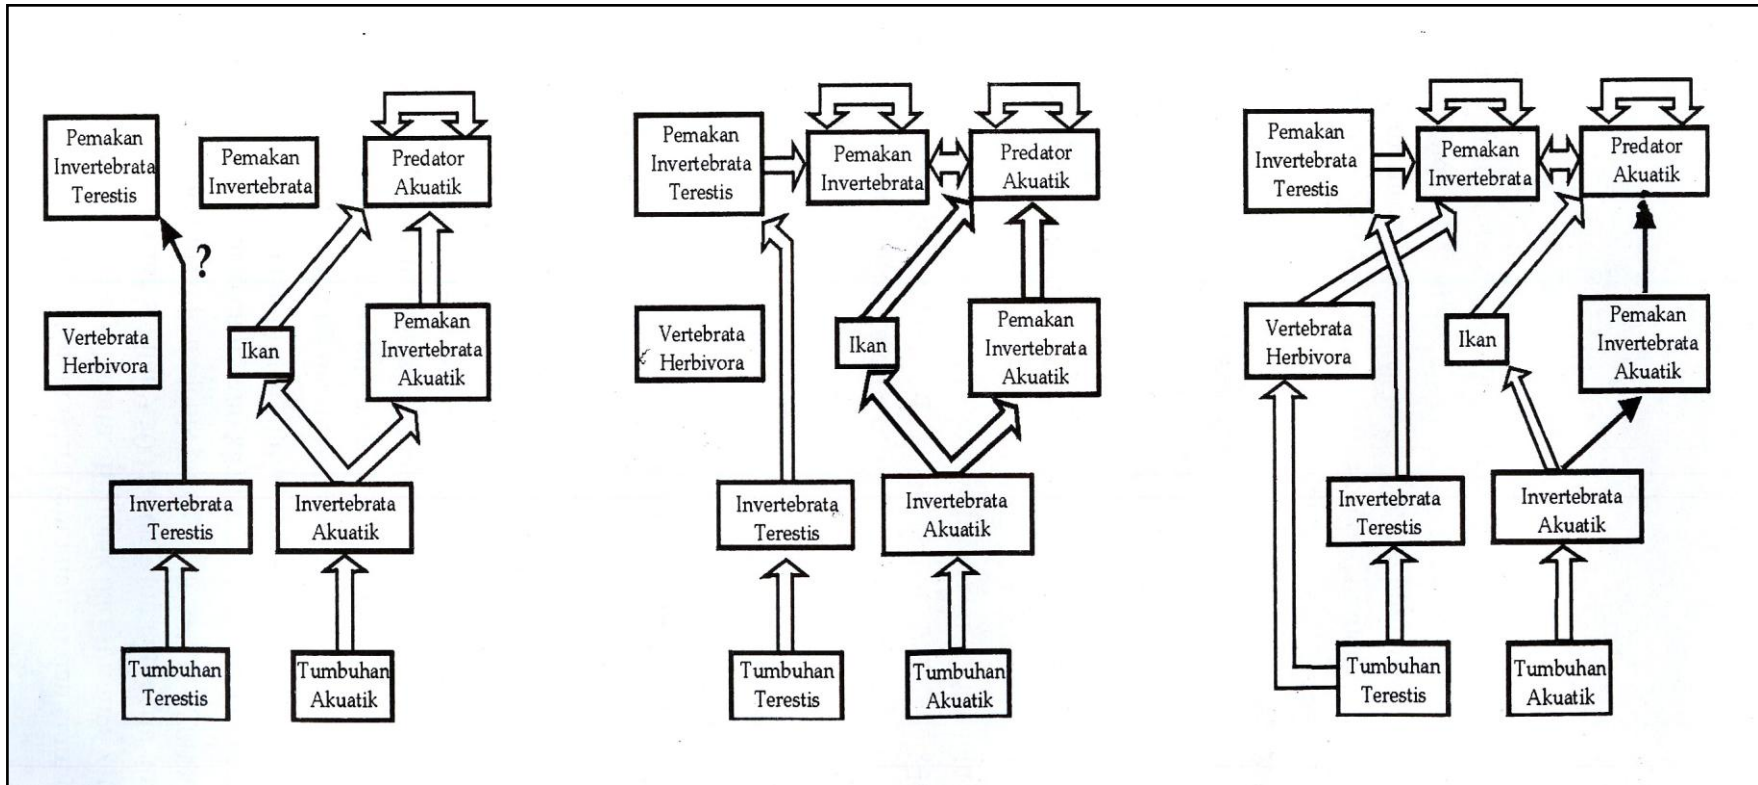 Pemakan
Invertebrata
Terestis
Pemakan
Invertebrata
Predator
Akuatik
?
Vertebrata
Herbivora
Ikan
Pemakan
Invertebrata
Akuatik
Invertebrata
Terestis
Invertebrata
Akuatik
Tumbuhan
Terestis
Tumbuhan
Akuatik
Pemakan
Invertebrata
Terestis
Pemakan
Invertebrata
Predator
Akuatik
Vertebrata
Herbivora
Ikan
Pemakan
Invertebrata
Akuatik
Invertebrata
Terestis
Invertebrata
Akuatik
Tumbuhan
Terestis
Tumbuhan
Akuatik
Pemakan
Invertebrata
Terestis
Pemakan
Invertebrata
Predator
Akuatik
Vertebrata
Herbivora
Ikan
Pemakan
Invertebrata
Akuatik
Invertebrata
Terestis
Invertebrata
Akuatik
Tumbuhan
Terestis
Tumbuhan
Akuatik